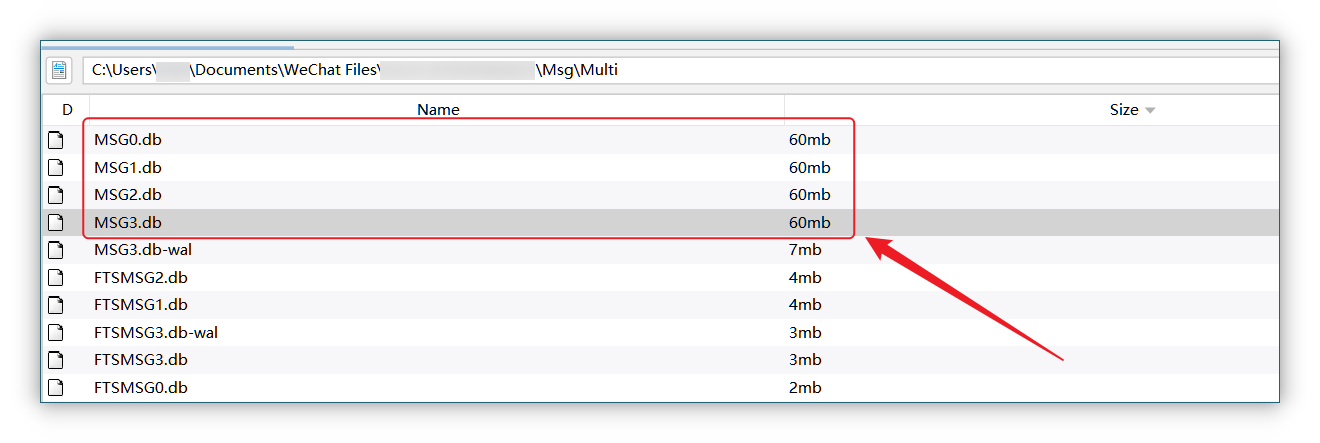 C:\Users\ \Documents\WeChat Files\ \Msg\Multi
D Name Size
MSG0.db 60mb
MSG1.db 60mb
MSG2.db 60mb
MSG3.db 60mb
MSG3.db-wal 7mb
FTSMSG2.db 4mb
FTSMSG1.db 4mb
FTSMSG3.db-wal 3mb
FTSMSG3.db 3mb
FTSMSG0.db 2mb